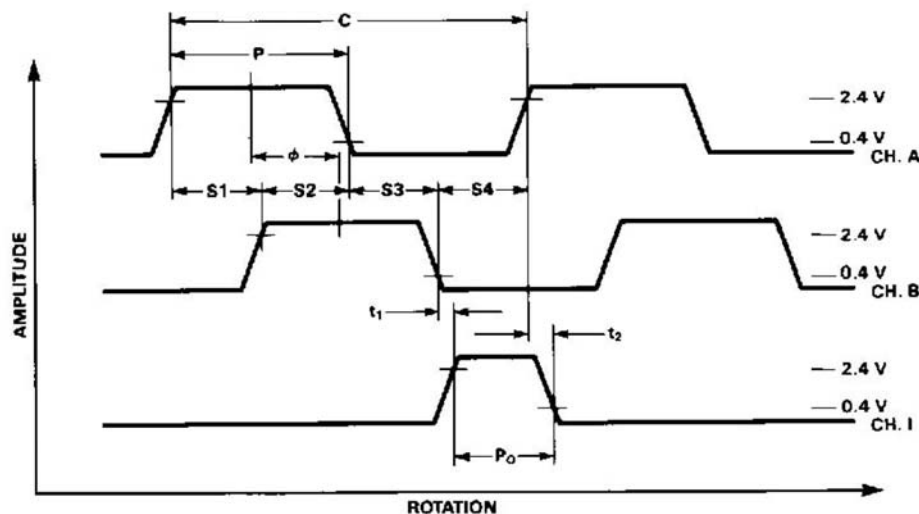 C
P
2.4 V
0.4 V
CH. A
ϕ
S1 S2 S3 S4
2.4 V
0.4 V
CH. B
t₁
t₂
2.4 V
0.4 V
CH. I
P₀
AMPLITUDE
ROTATION